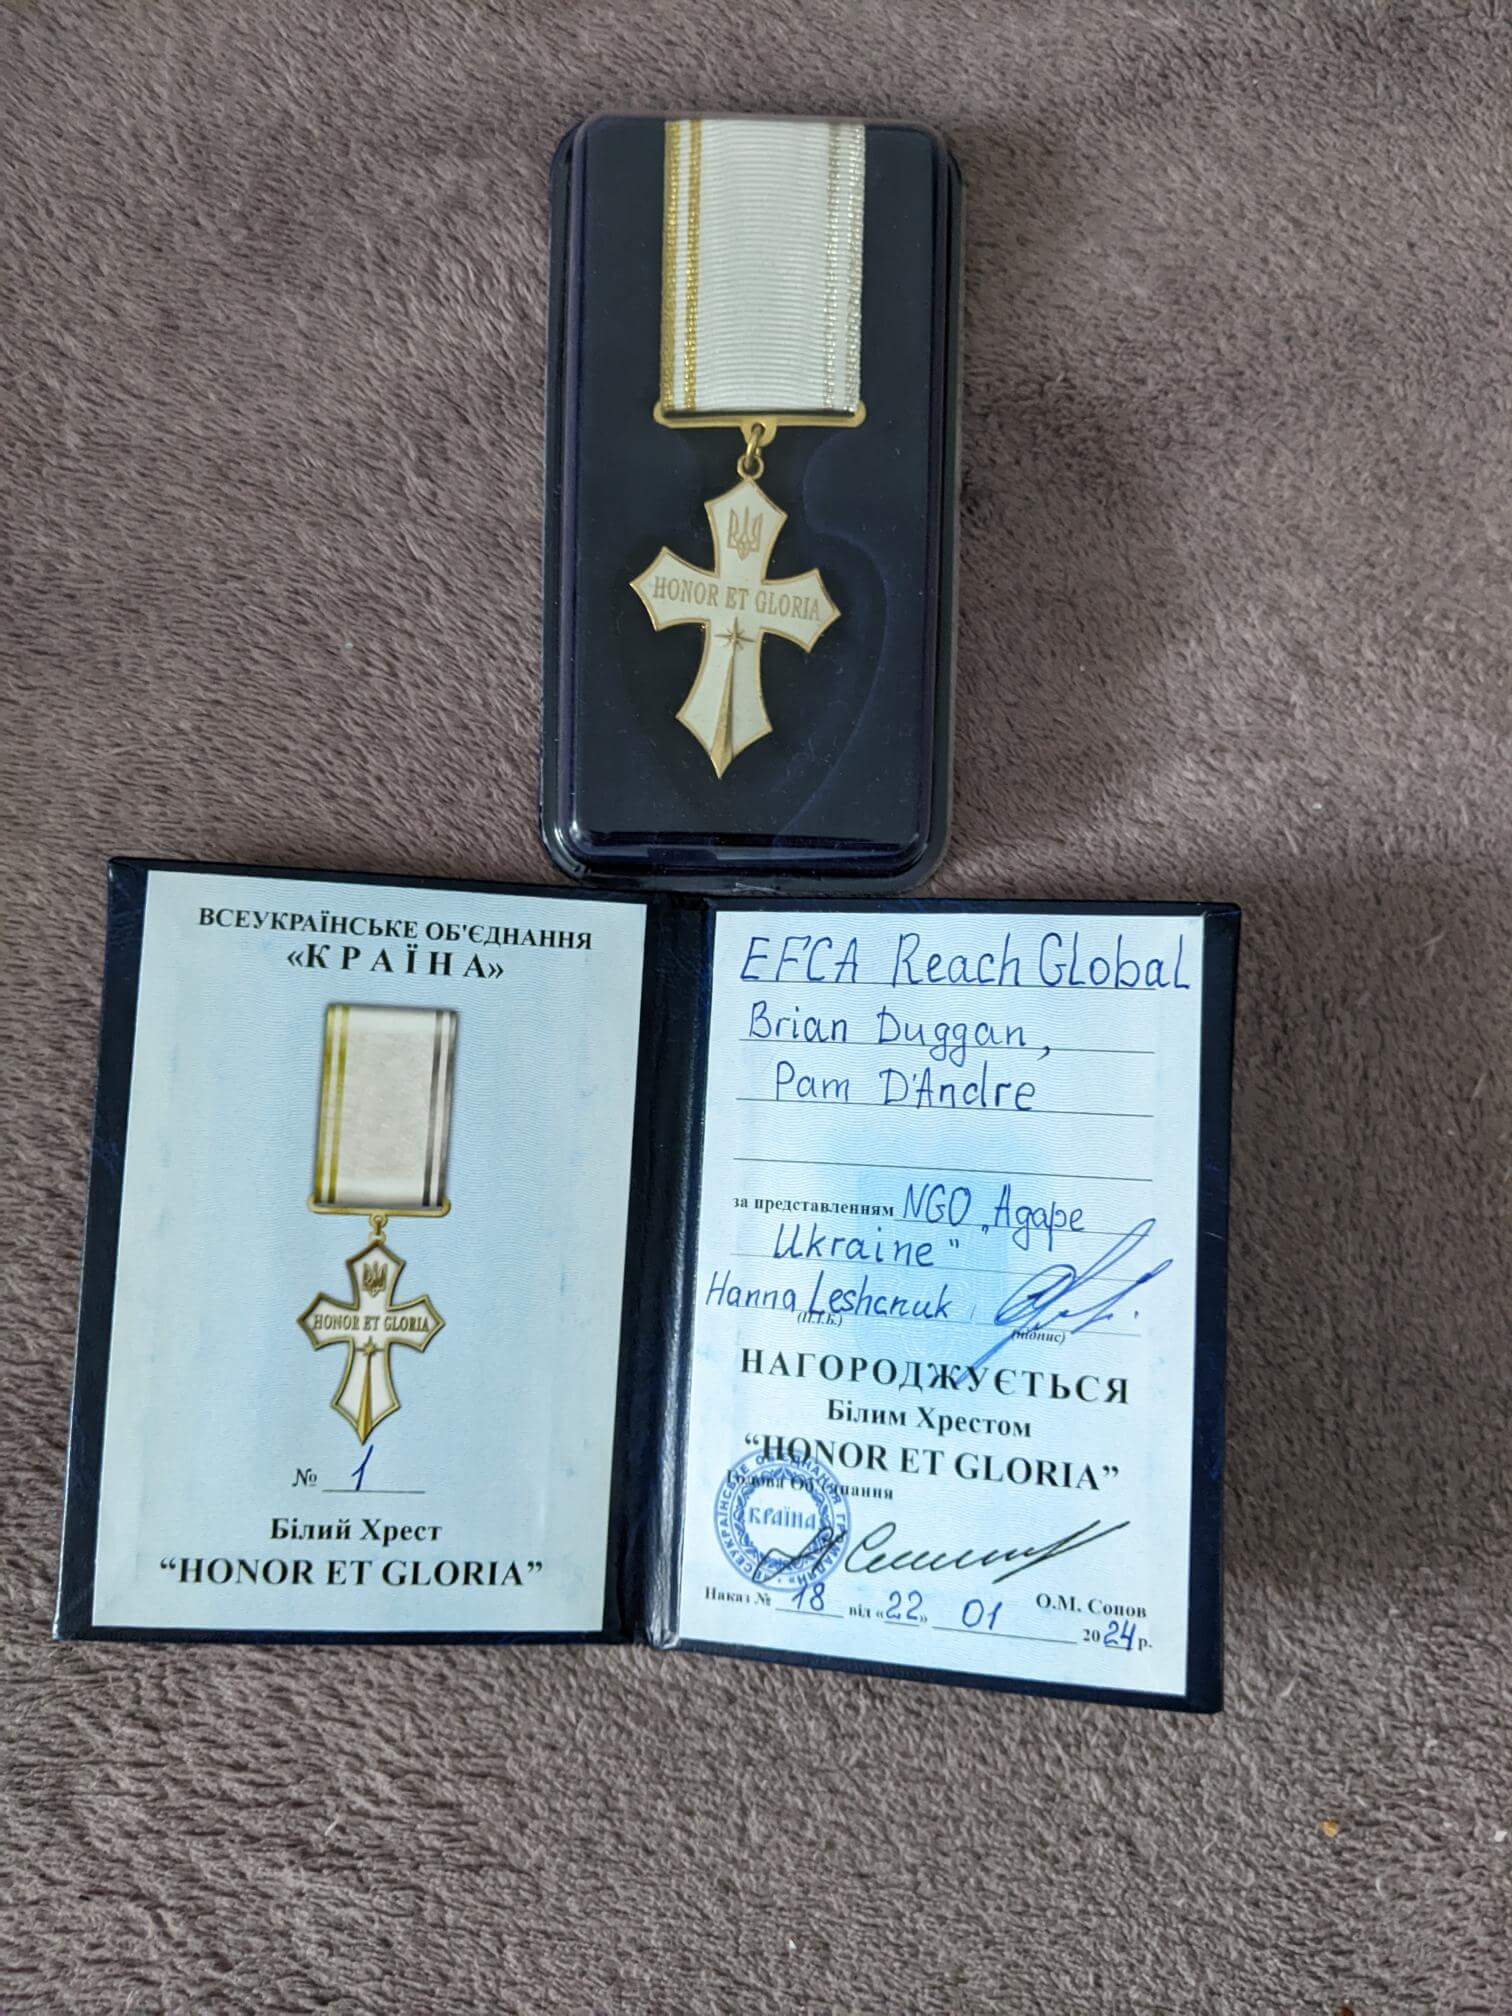 HONOR ET GLORIA
ВСЕУКРАЇНСЬКЕ ОБ'ЄДНАННЯ
«КРАЇНА»
HONOR ET GLORIA
№ 1
Білий Хрест
“HONOR ET GLORIA”
EFCA Reach Global
Brian Duggan,
Pam D'Andre
за представленням NGO „Agape
Ukraine“
Hanna Leshcnuk
(П.І.Б.) (підпис)
НАГОРОДЖУЄТЬСЯ
Білим Хрестом
“HONOR ET GLORIA”
Голова Об'єднання
КРАЇНА
О.М. Сопов
Наказ № 18 від «22» 01 2024 р.